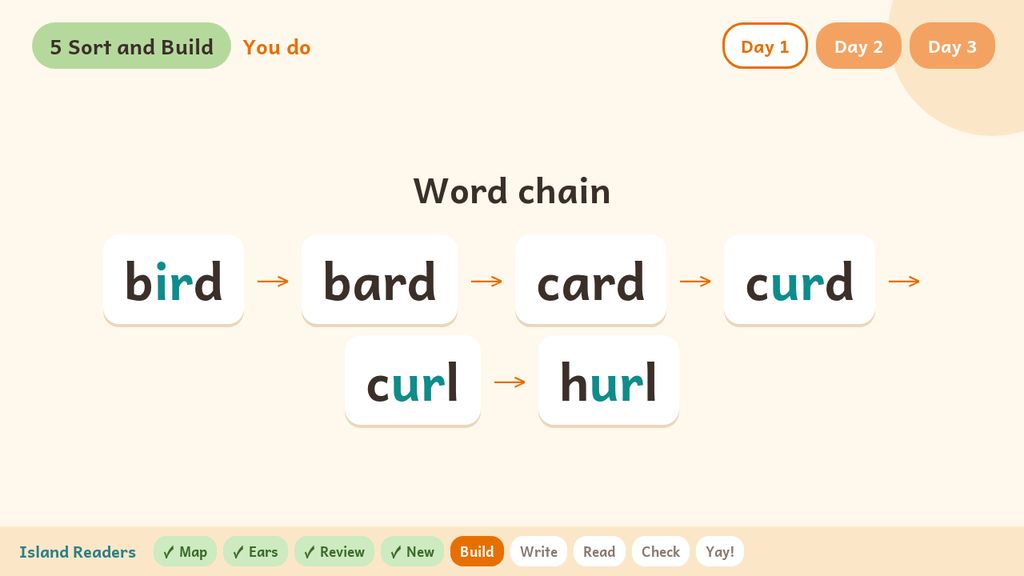 5 Sort and Build You do Day 1 Day 2 Day 3
Word chain
bird → bard → card → curd →
curl → hurl
Island Readers ✓ Map ✓ Ears ✓ Review ✓ New Build Write Read Check Yay!